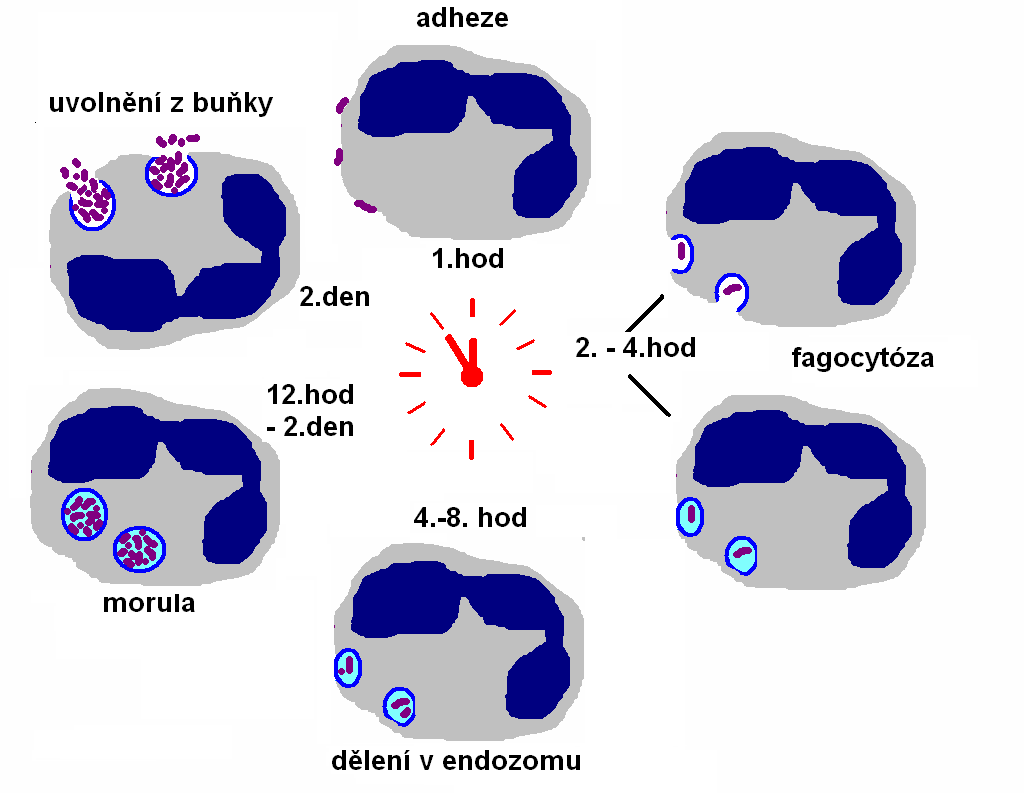 adheze
1.hod
2. - 4.hod
fagocytóza
4.-8. hod
dělení v endozomu
12.hod
- 2.den
morula
uvolnění z buňky
2.den